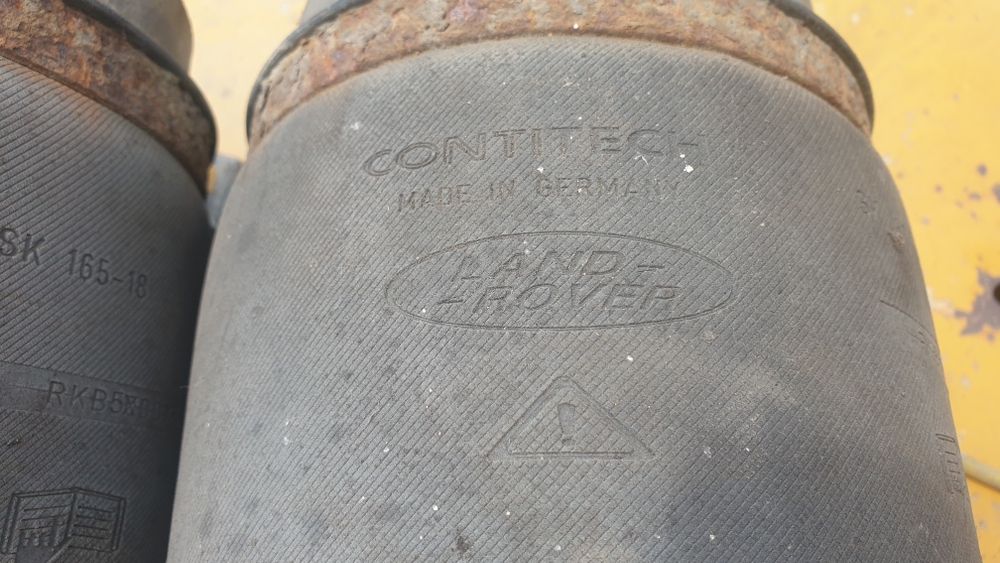 CONTITECH
MADE IN GERMANY
LAND-
-ROVER
SK 165-18